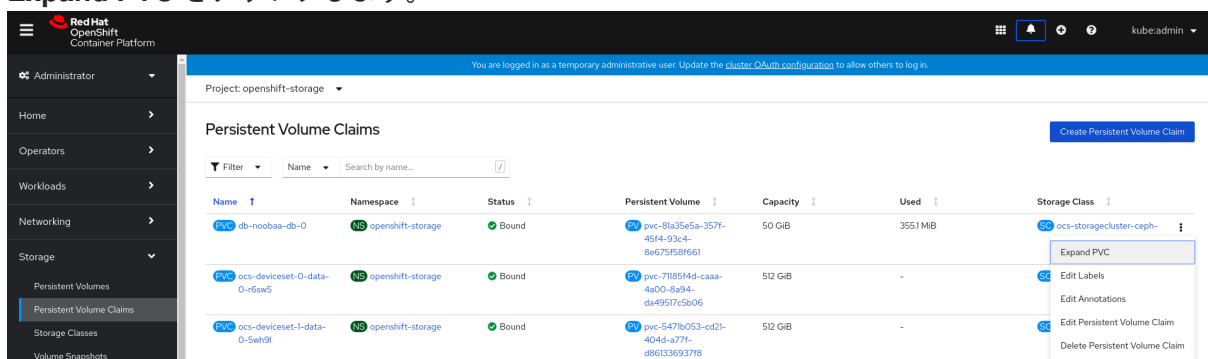 Expand PVC をクリックします。
Red Hat
OpenShift
Container Platform
kube:admin
Administrator
You are logged in as a temporary administrative user. Update the cluster OAuth configuration to allow others to log in.
Project: openshift-storage
Home
Persistent Volume Claims
Create Persistent Volume Claim
Operators
Filter Name Search by name... /
Workloads
Name Namespace Status Persistent Volume Capacity Used Storage Class
Networking
PVC db-noobaa-db-0 NS openshift-storage Bound PV pvc-81a35e5a-357f- 50 GiB 355.1 MiB SC ocs-storagecluster-ceph-
45f4-93c4-
8e675f58f661
Expand PVC
Storage
PVC ocs-deviceset-0-data- NS openshift-storage Bound PV pvc-71185f4d-caaa- 512 GiB - SC Edit Labels
0-r6sw5 4a00-8a94-
da49517c5b06
Persistent Volumes
Edit Annotations
Persistent Volume Claims
Edit Persistent Volume Claim
PVC ocs-deviceset-1-data- NS openshift-storage Bound PV pvc-5471b053-cd21- 512 GiB - SC
0-5wh9l 404d-a77f-
d861336937f8
Storage Classes
Delete Persistent Volume Claim
Volume Snapshots